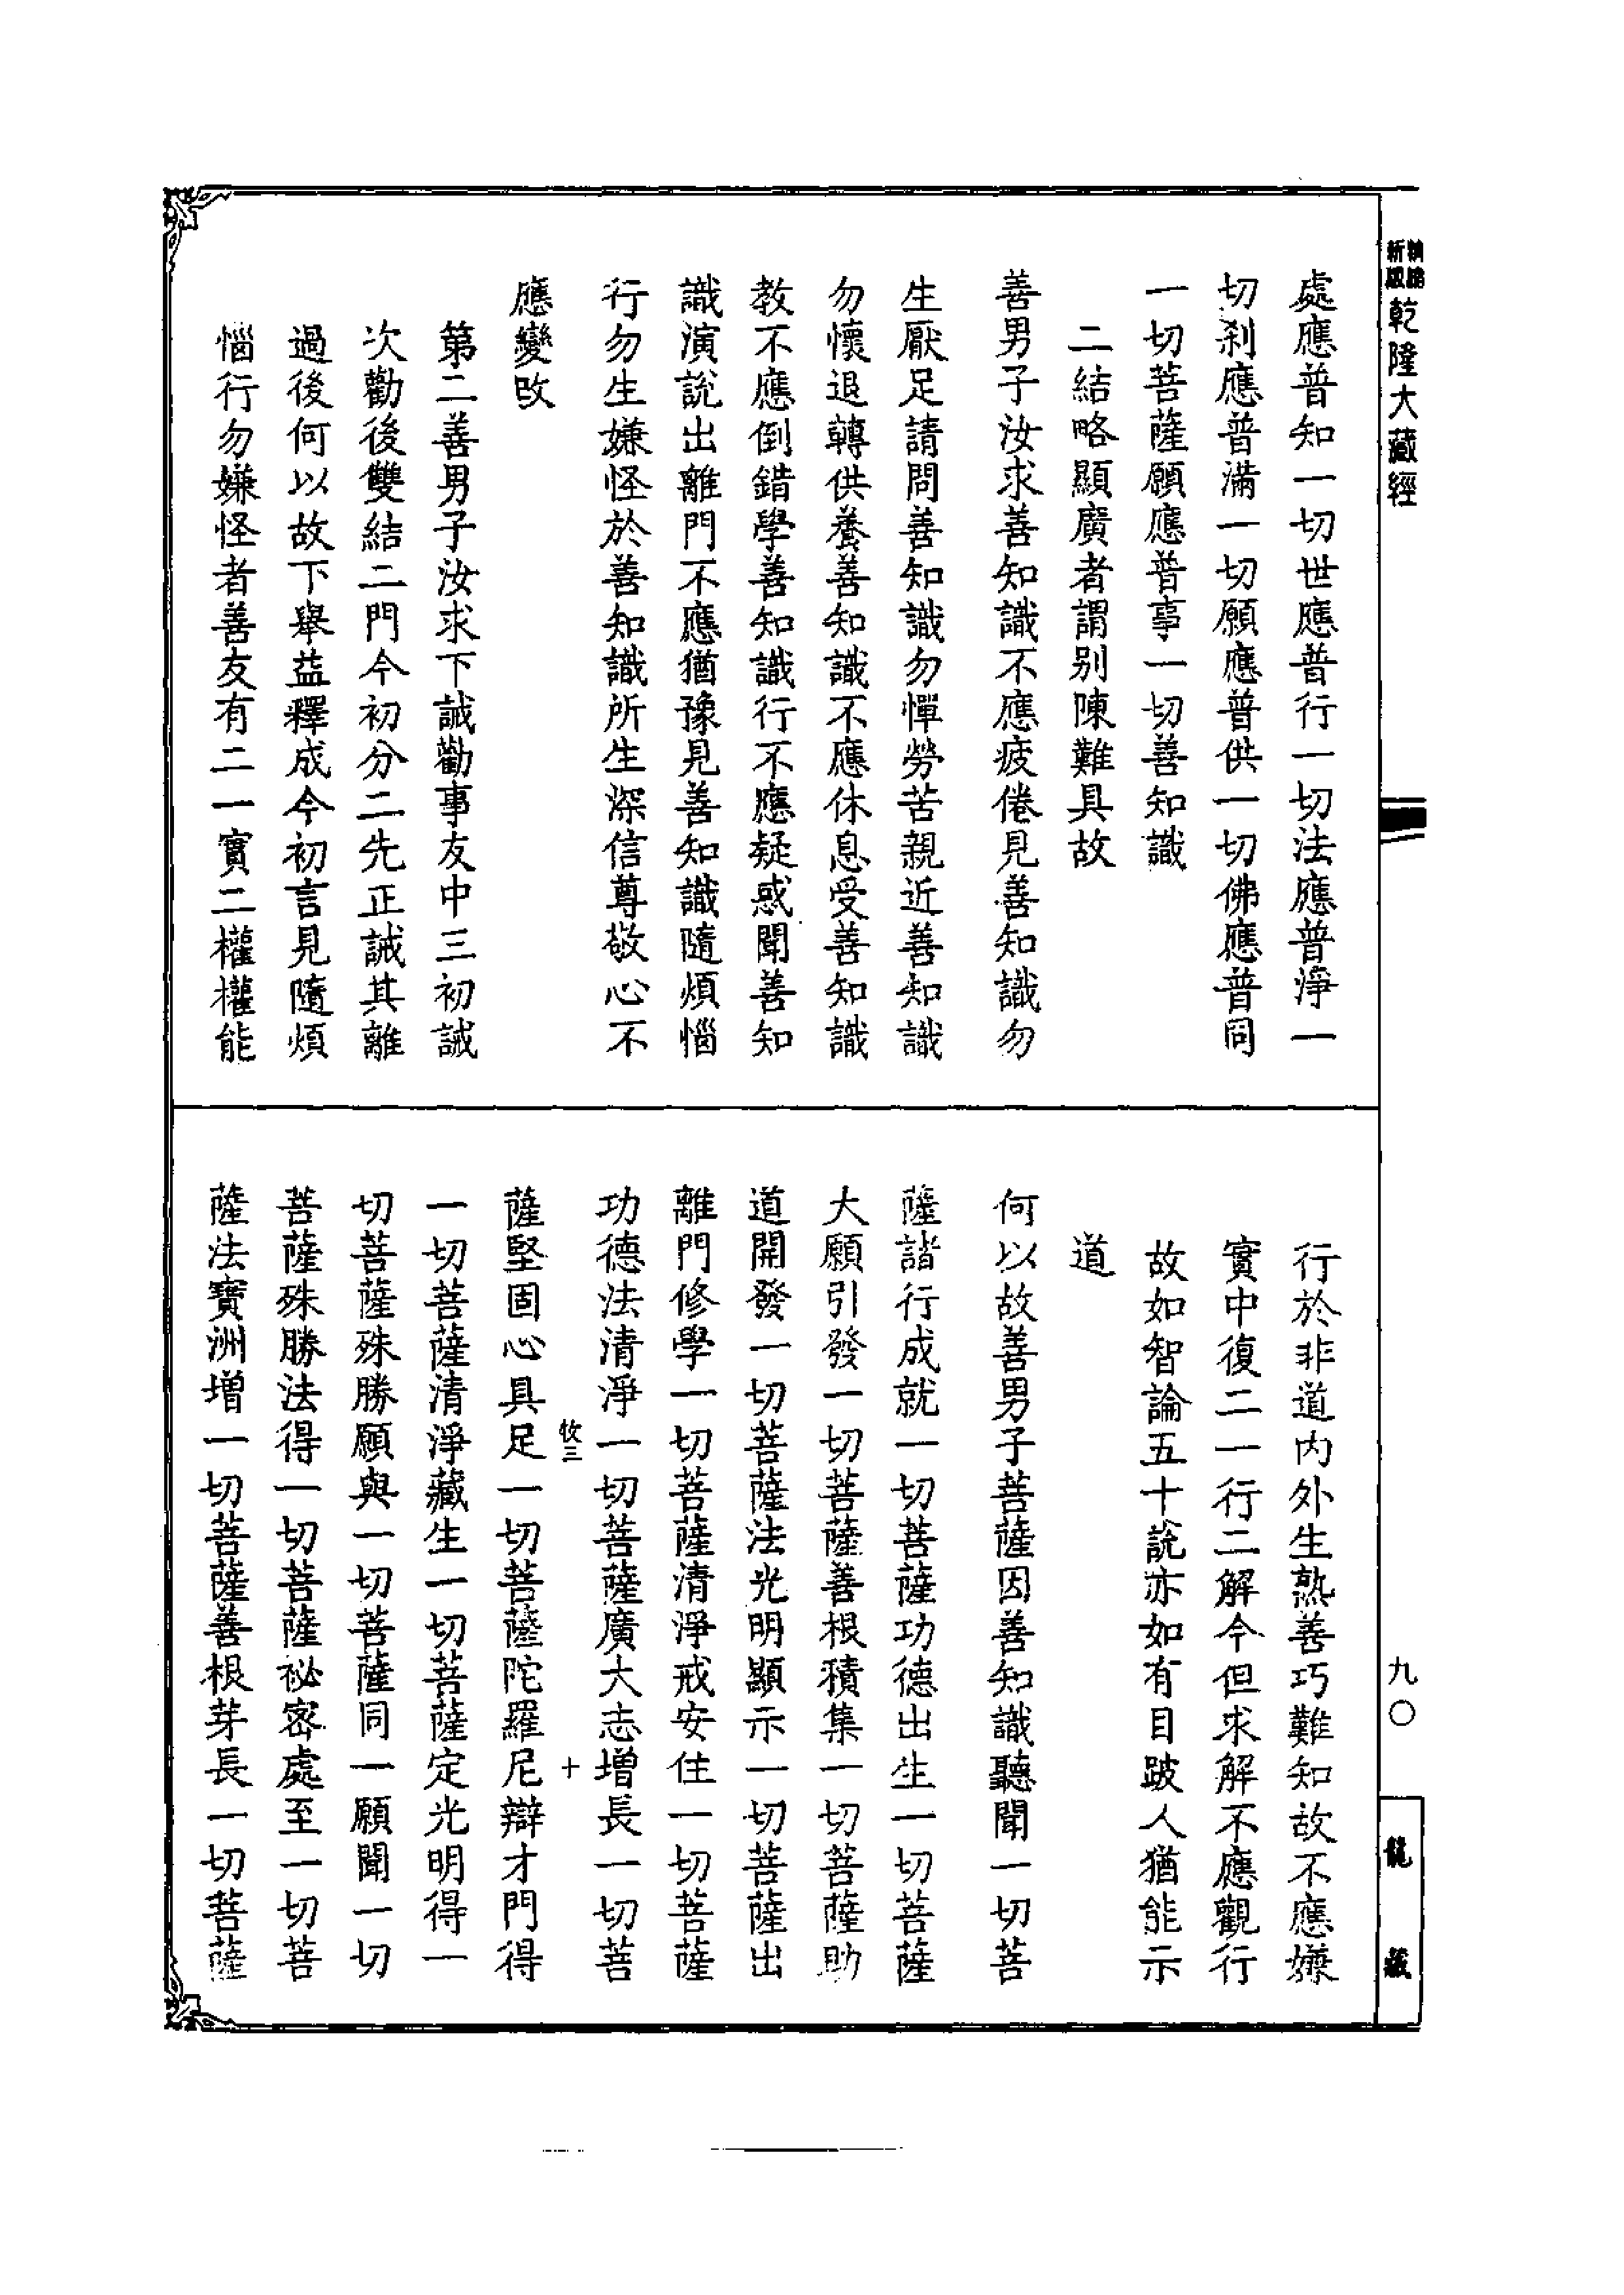 新版
乾隆大藏經
處應普知一切世應普行一切法應普淨一
切刹應普滿一切願應普供一切佛應普同
一切菩薩願應普事一切善知識
二結略顯廣者謂別陳難具故
善男子汝求善知識不應疲倦見善知識勿
生厭足請問善知識勿憚勞苦親近善知識
勿懷退轉供養善知識不應休息受善知識
教不應倒錯學善知識行不應疑惑聞善知
識演說出離門不應猶豫見善知識隨煩惱
行勿生嫌怪於善知識所生深信尊敬心不
應變改
第二善男子汝求下誡勸事友中三初誡
次勸後雙結二門今初分二先正誡其離
過後何以故下舉益釋成今初言見隨煩
惱行勿嫌怪者善友有二一實二權權能
行於非道內外生熟善巧難知故不應嫌
實中復二一行二解今但求解不應觀行
故如智論五十說亦如有目跛人猶能示
道
何以故善男子菩薩因善知識聽聞一切菩
薩諸行成就一切菩薩功德出生一切菩薩
大願引發一切菩薩善根積集一切菩薩助
道開發一切菩薩法光明顯示一切菩薩出
離門修學一切菩薩清淨戒安住一切菩薩
功德法清淨一切菩薩廣大志增長一切菩
牧三 十
薩堅固心具足一切菩薩陀羅尼辯才門得
一切菩薩清淨藏生一切菩薩定光明得一
切菩薩殊勝願與一切菩薩同一願聞一切
菩薩殊勝法得一切菩薩祕密處至一切菩
薩法寶洲增一切菩薩善根芽長一切菩薩
九〇
龍藏